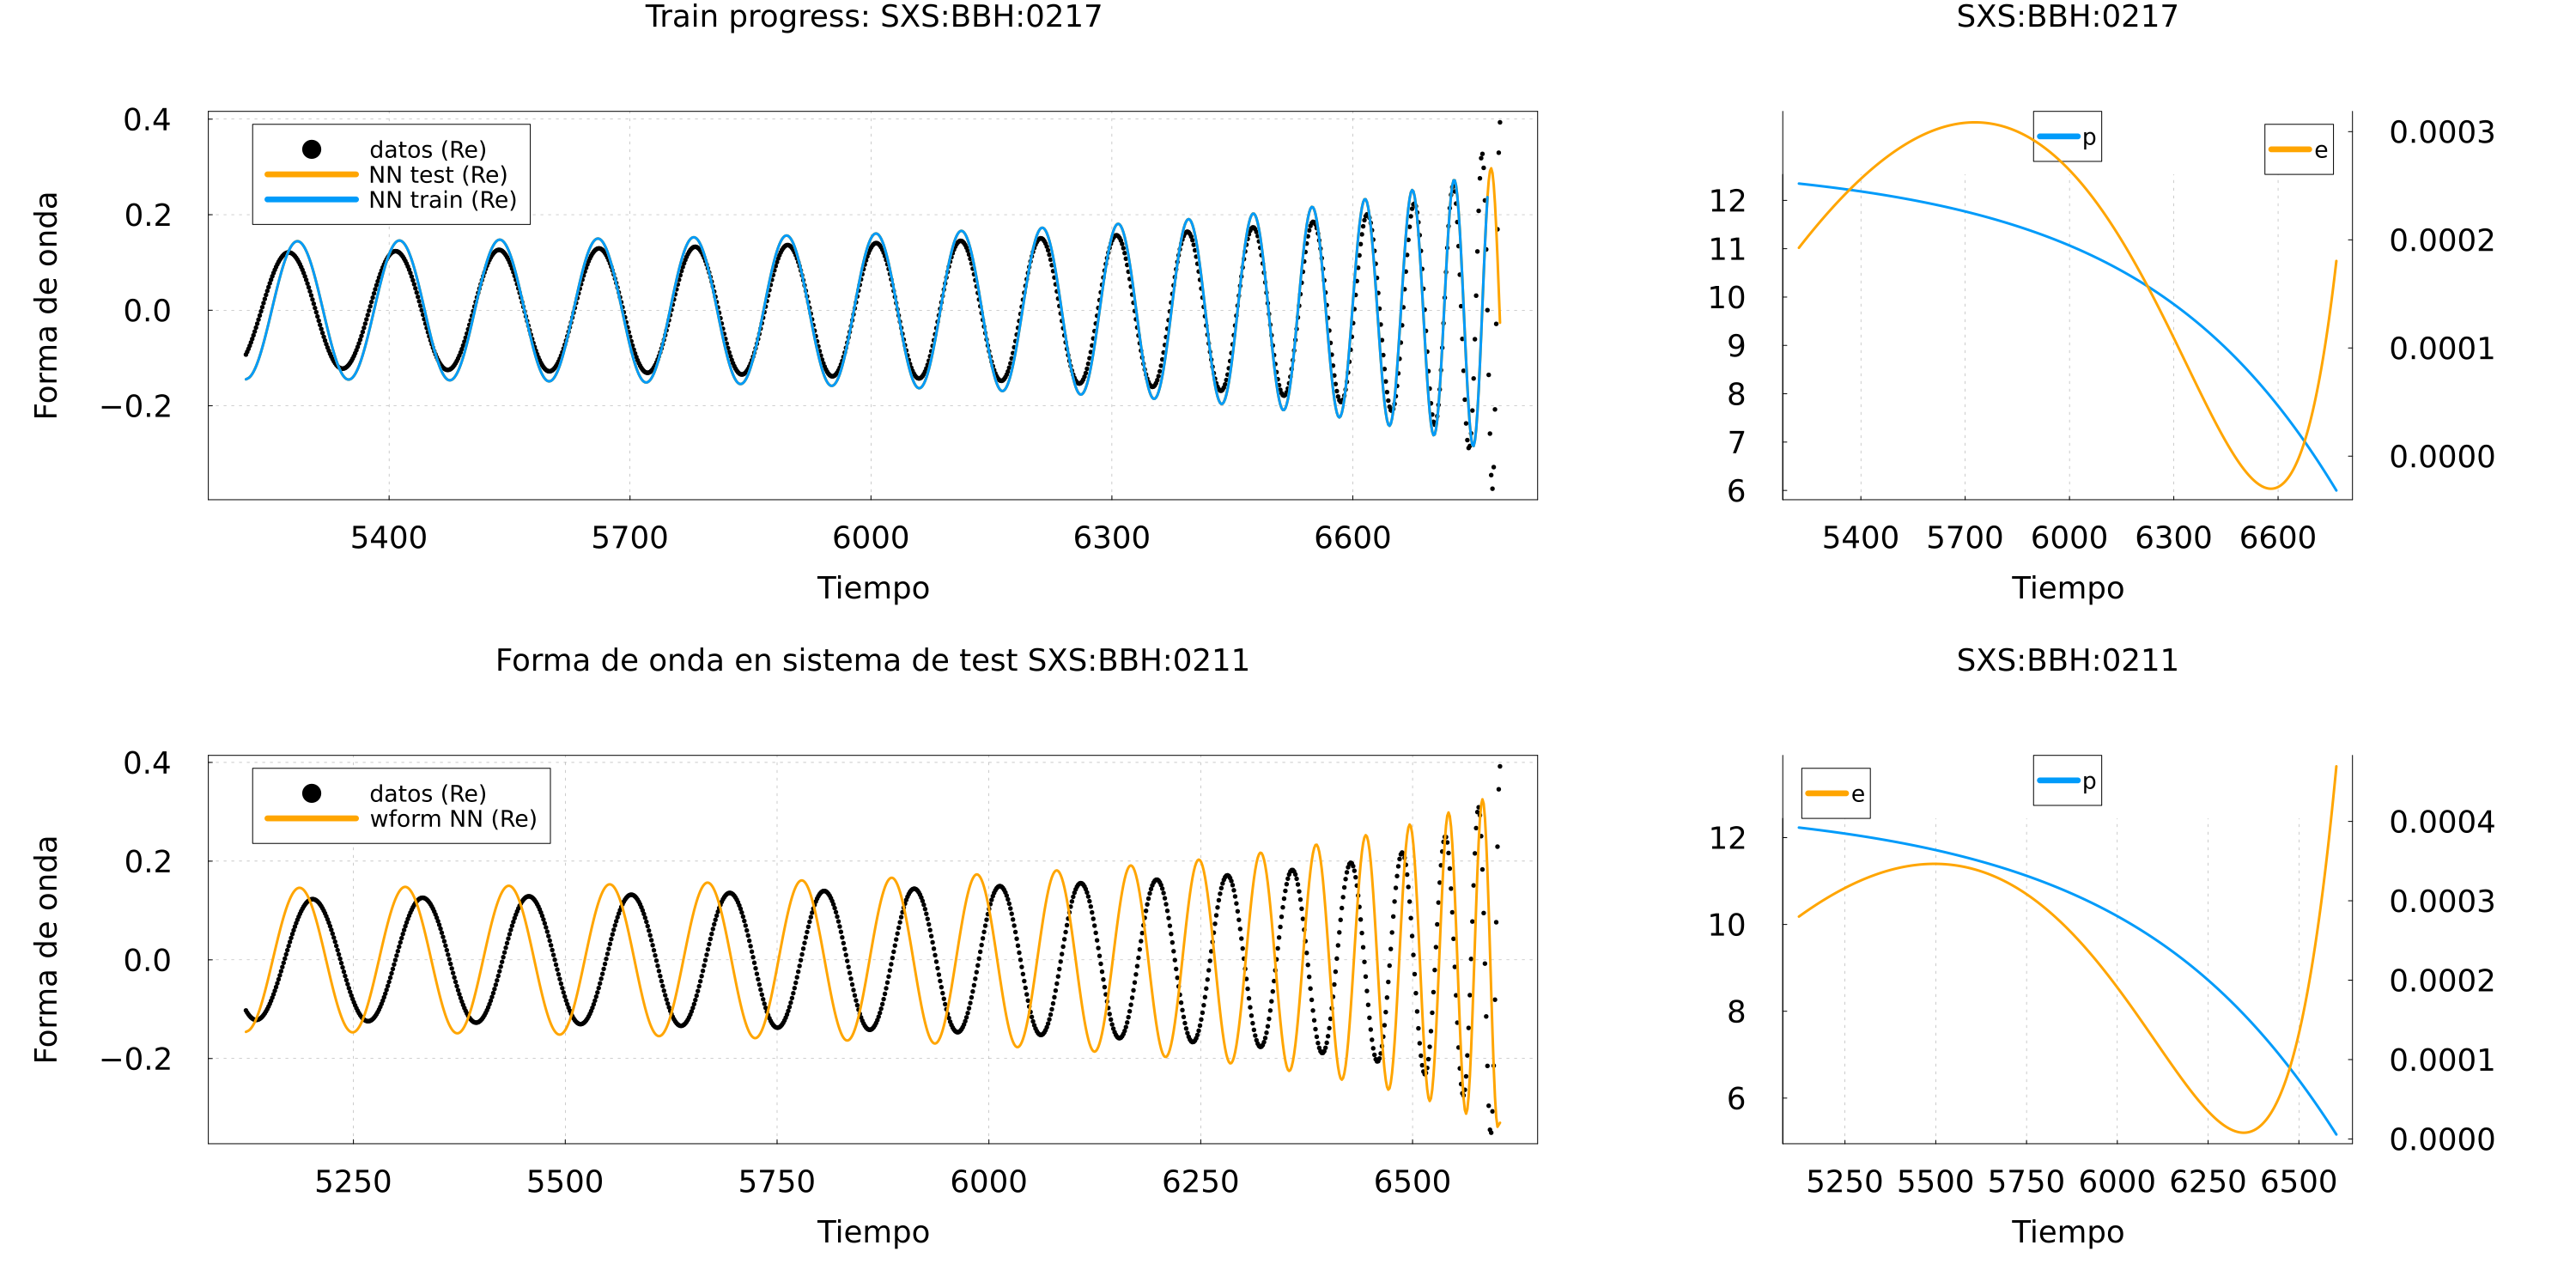 Train progress: SXS:BBH:0217
Forma de onda
0.4
0.2
0.0
−0.2
datos (Re)
NN test (Re)
NN train (Re)
5400 5700 6000 6300 6600
Tiempo
SXS:BBH:0217
12
11
10
9
8
7
6
p
e
0.0003
0.0002
0.0001
0.0000
5400 5700 6000 6300 6600
Tiempo
Forma de onda en sistema de test SXS:BBH:0211
Forma de onda
0.4
0.2
0.0
−0.2
datos (Re)
wform NN (Re)
5250 5500 5750 6000 6250 6500
Tiempo
SXS:BBH:0211
12
10
8
6
e
p
0.0004
0.0003
0.0002
0.0001
0.0000
5250 5500 5750 6000 6250 6500
Tiempo